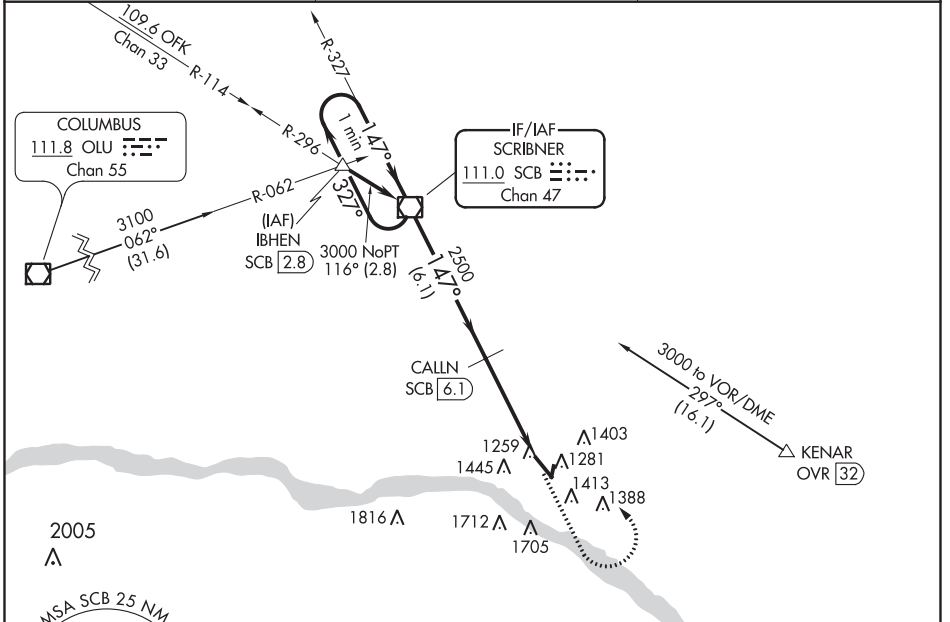 109.6 OFK
Chan 33
R-114
R-296
R-327
COLUMBUS
111.8 OLU
Chan 55
1 min
147°
IF/IAF
SCRIBNER
111.0 SCB
Chan 47
R-062
327°
3100
062°
(31.6)
(IAF)
IBHEN
SCB 2.8
3000 NoPT
116° (2.8)
2500
147°
(6.1)
CALLN
SCB 6.1
3000 to VOR/DME
297°
(16.1)
KENAR
OVR 32
1259
1403
1445
1281
1413
1388
1816
1712
1705
2005
MSA SCB 25 NM